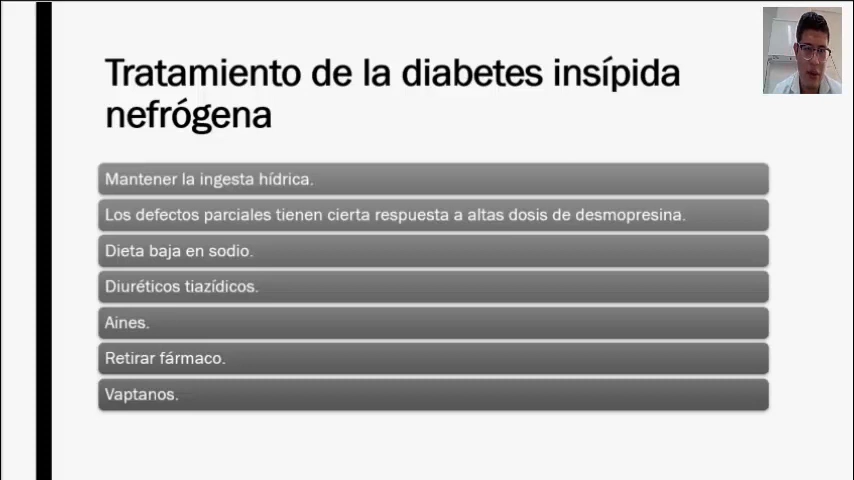 Tratamiento de la diabetes insípida
nefrógena
Mantener la ingesta hídrica.
Los defectos parciales tienen cierta respuesta a altas dosis de desmopresina.
Dieta baja en sodio.
Diuréticos tiazídicos.
Aines.
Retirar fármaco.
Vaptanos.